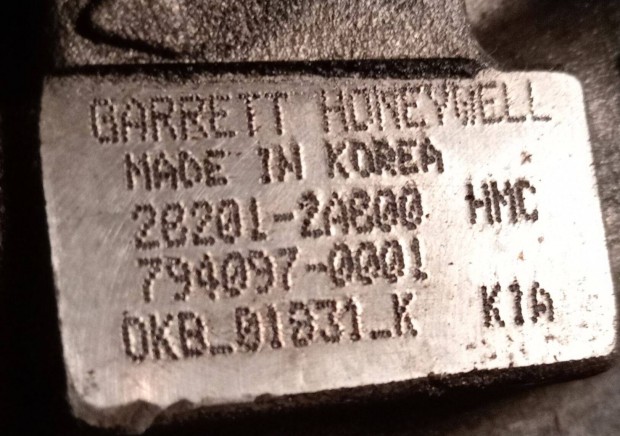 GARRETT HONEYWELL
MADE IN KOREA
28201-2A800 HMC
794097-0001
DKB_01831_K KIA